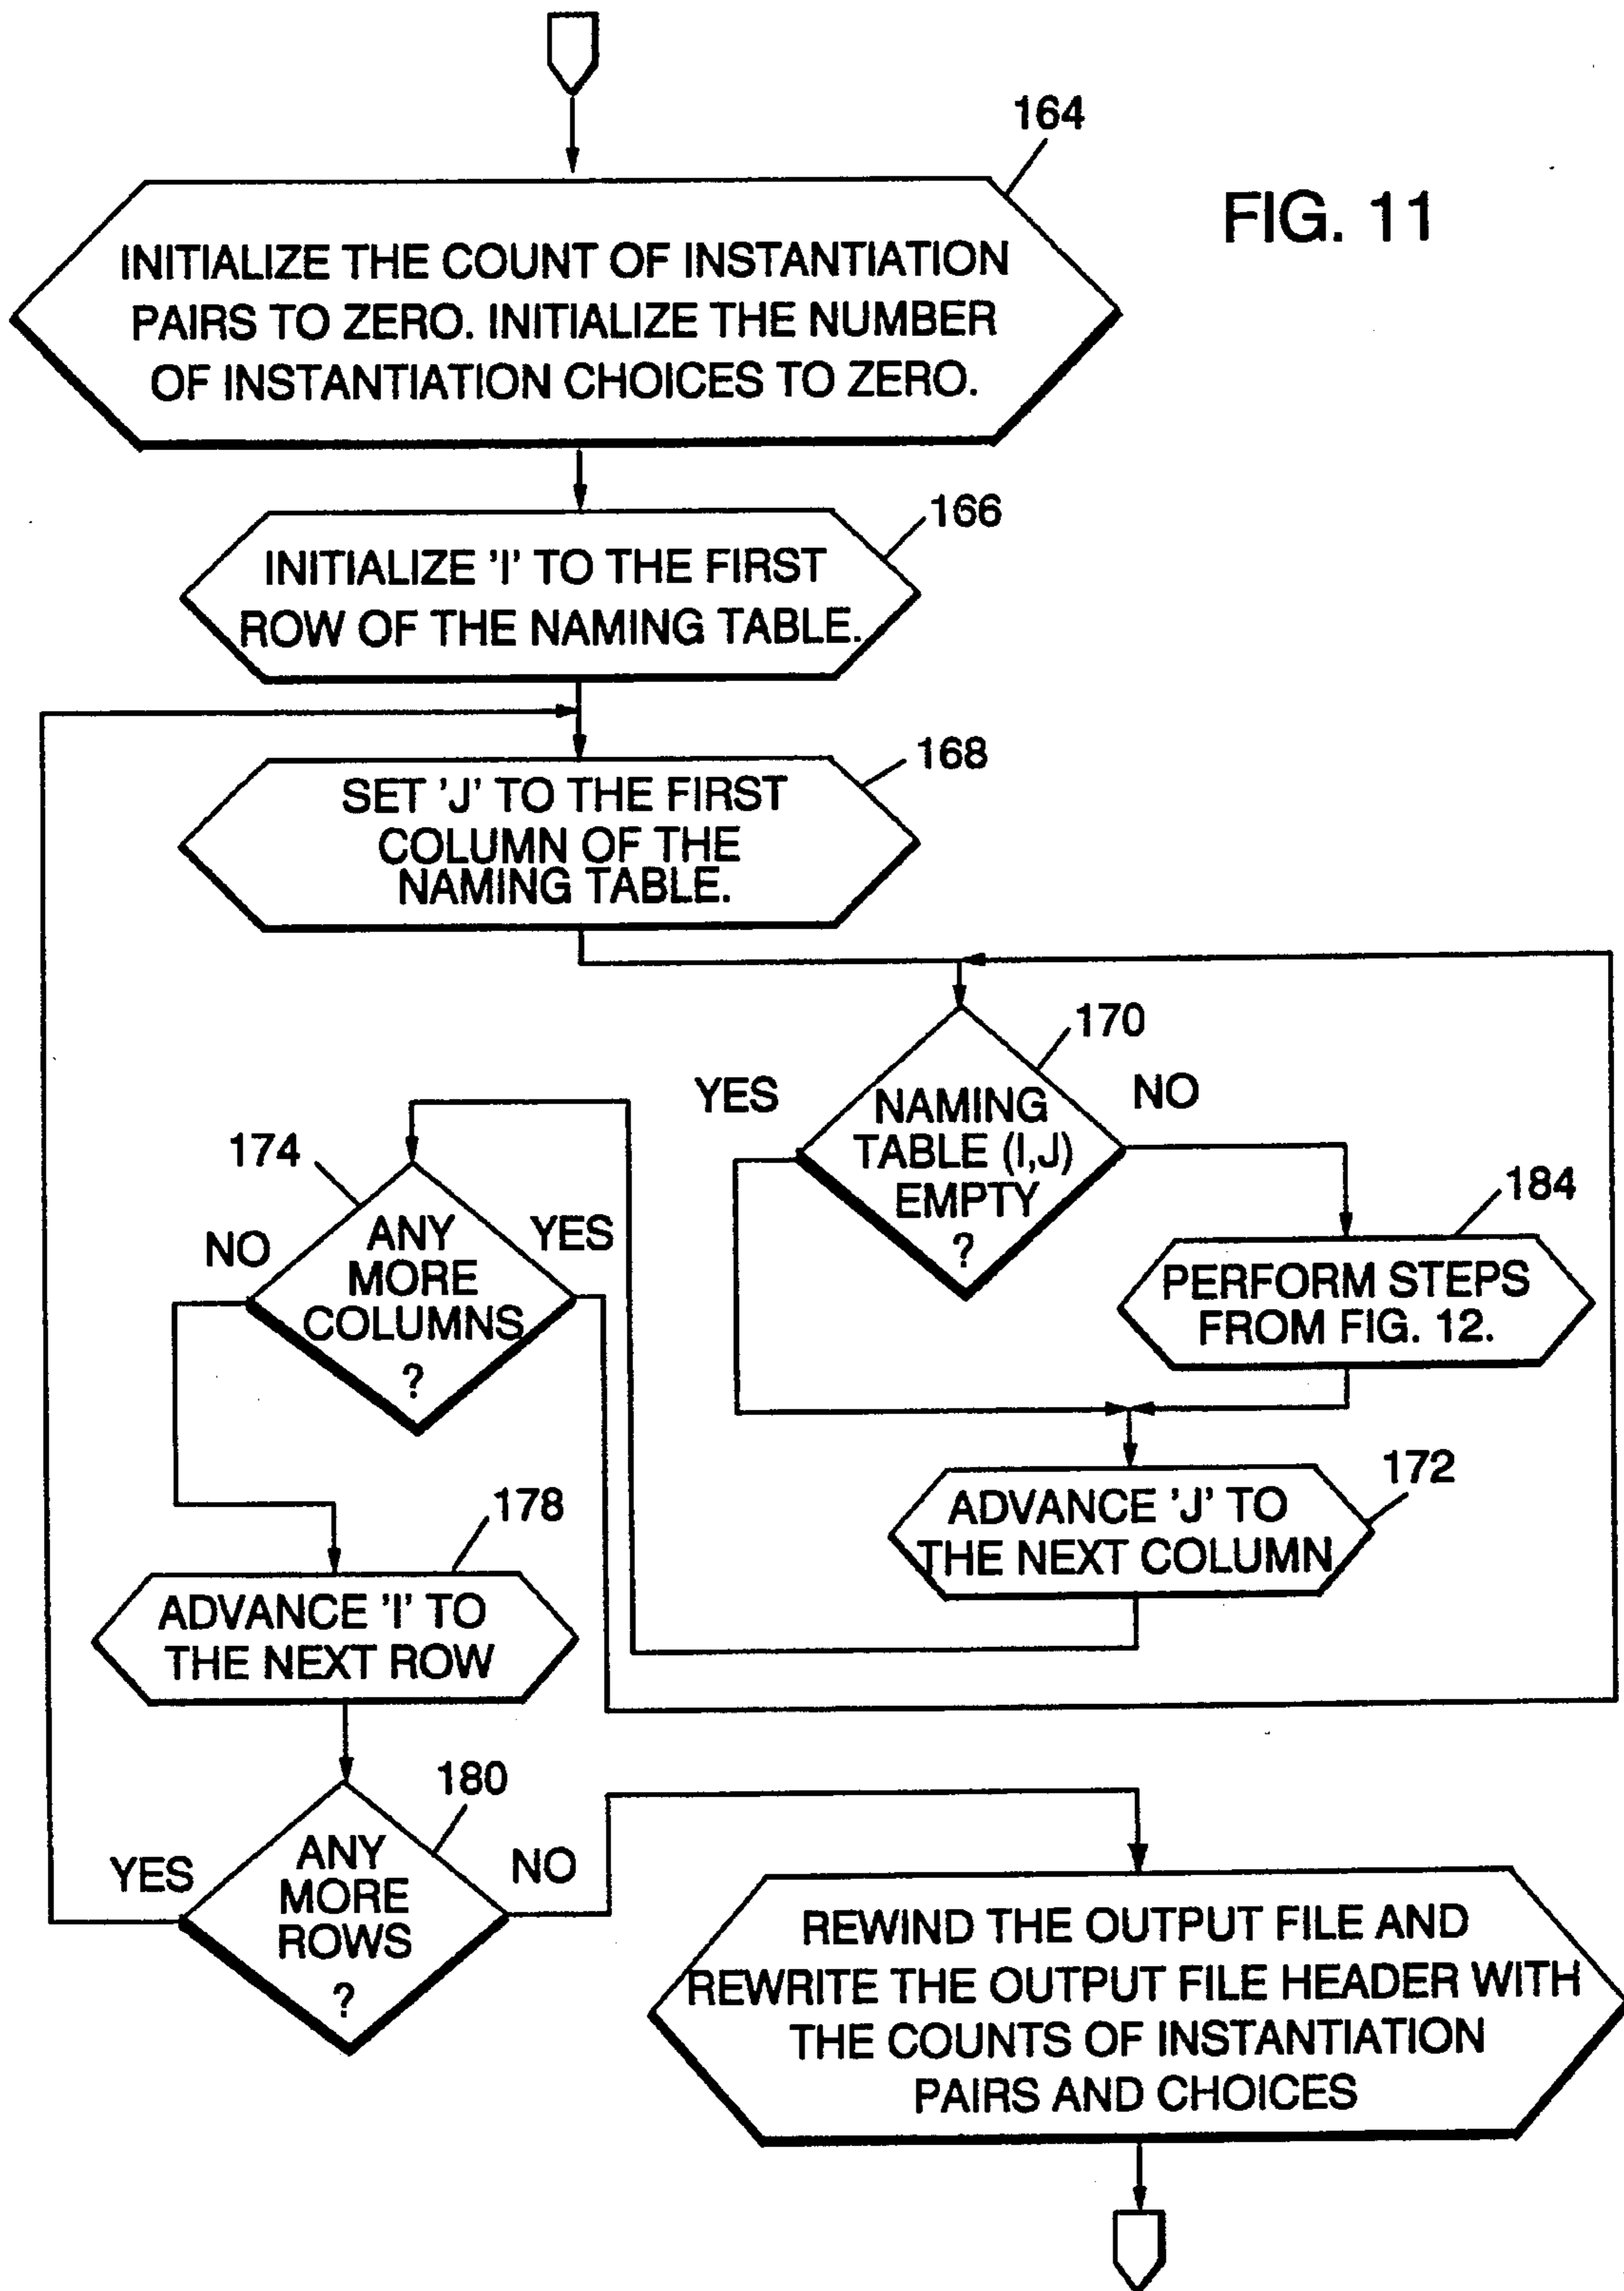 FIG. 11
164
INITIALIZE THE COUNT OF INSTANTIATION
PAIRS TO ZERO. INITIALIZE THE NUMBER
OF INSTANTIATION CHOICES TO ZERO.
166
INITIALIZE 'I' TO THE FIRST
ROW OF THE NAMING TABLE.
168
SET 'J' TO THE FIRST
COLUMN OF THE
NAMING TABLE.
170
YES
NO
NAMING
TABLE (I,J)
EMPTY
?
184
PERFORM STEPS
FROM FIG. 12.
172
ADVANCE 'J' TO
THE NEXT COLUMN
174
NO
YES
ANY
MORE
COLUMNS
?
178
ADVANCE 'I' TO
THE NEXT ROW
180
YES
NO
ANY
MORE
ROWS
?
REWIND THE OUTPUT FILE AND
REWRITE THE OUTPUT FILE HEADER WITH
THE COUNTS OF INSTANTIATION
PAIRS AND CHOICES